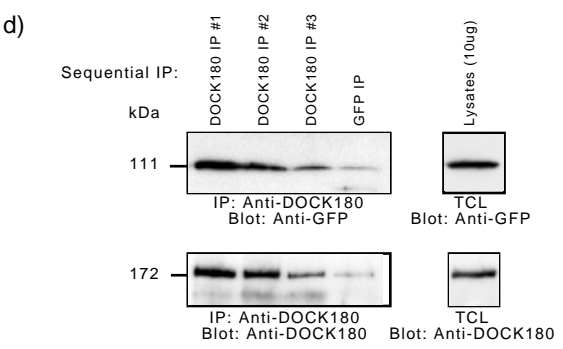 d)
Sequential IP:
DOCK180 IP #1
DOCK180 IP #2
DOCK180 IP #3
GFP IP
Lysates (10ug)
kDa
111
IP: Anti-DOCK180
Blot: Anti-GFP
TCL
Blot: Anti-GFP
172
IP: Anti-DOCK180
Blot: Anti-DOCK180
TCL
Blot: Anti-DOCK180